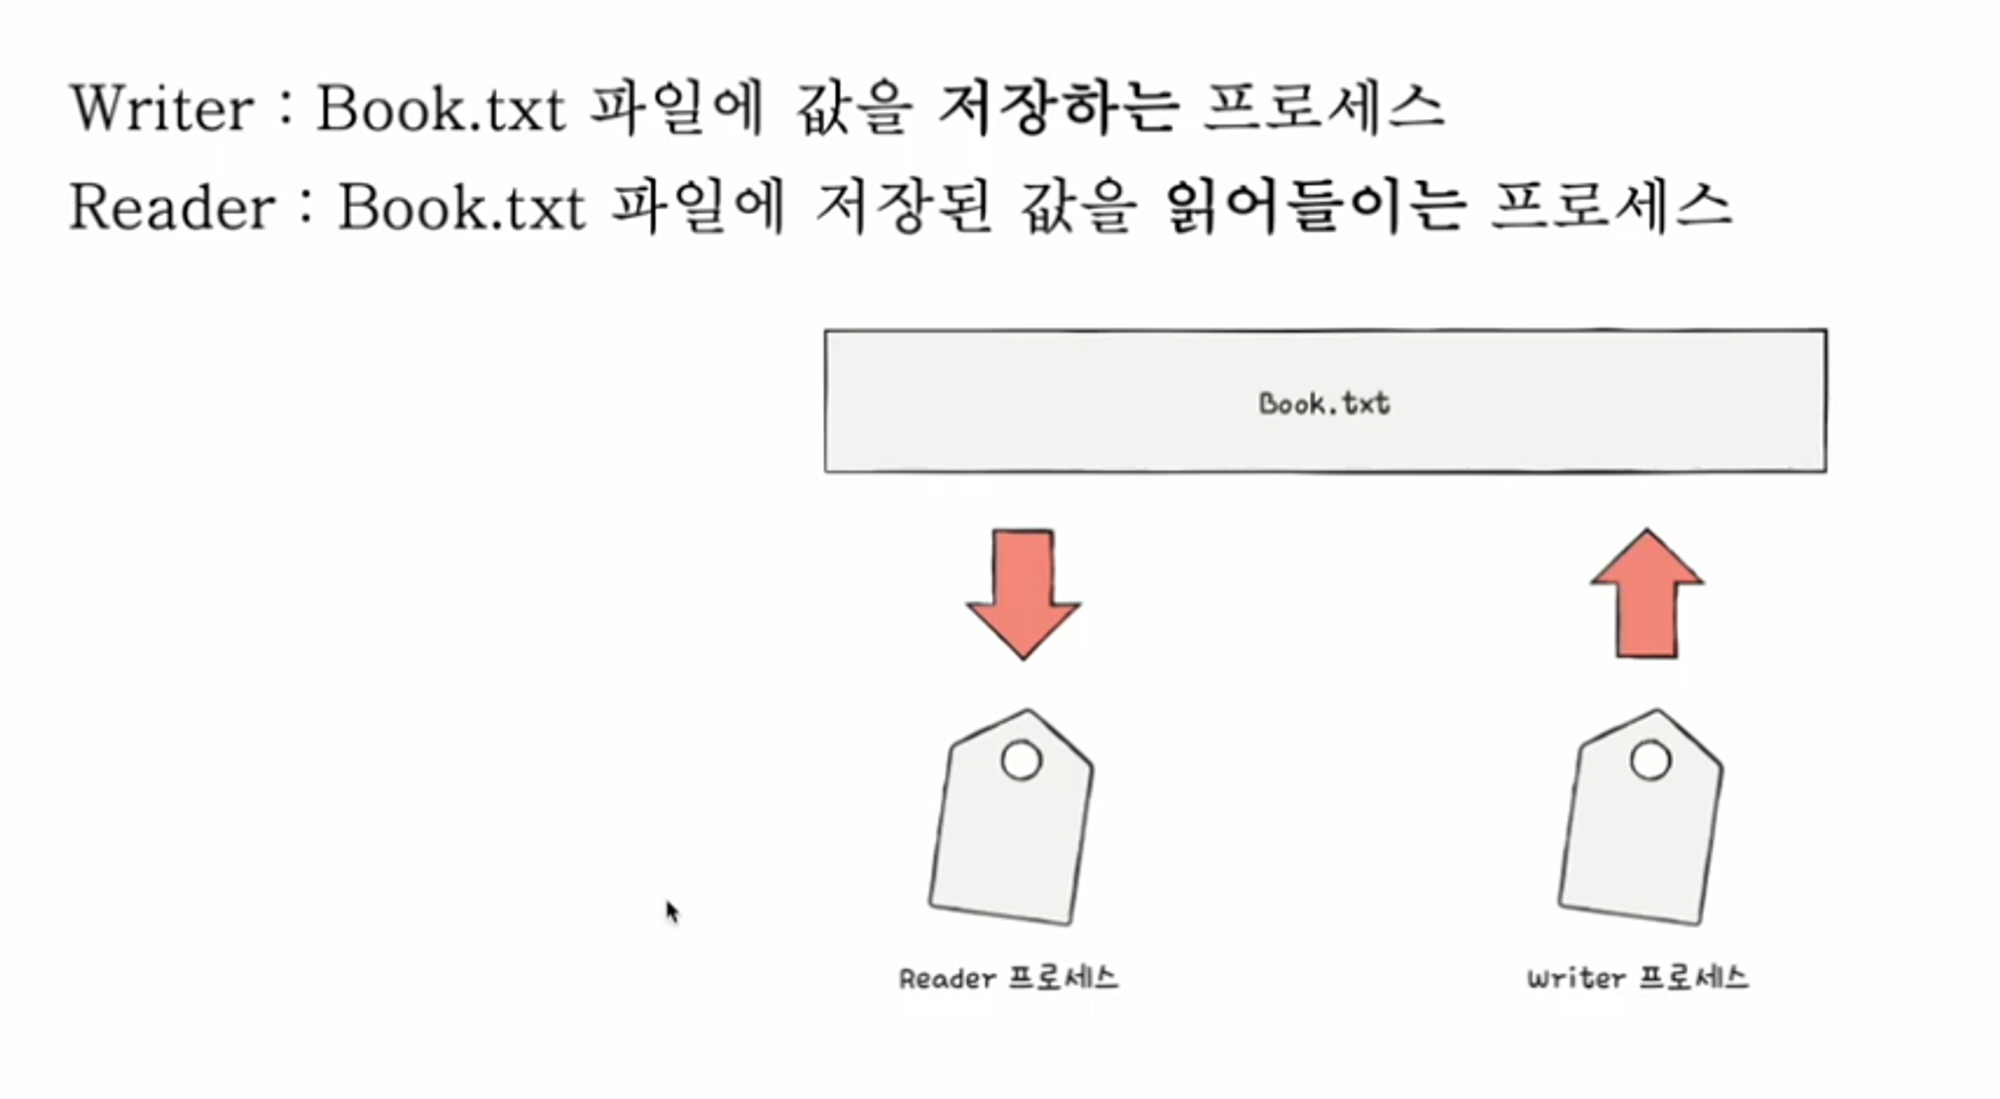 Writer : Book.txt 파일에 값을 저장하는 프로세스
Reader : Book.txt 파일에 저장된 값을 읽어들이는 프로세스
Book.txt
Reader 프로세스
Writer 프로세스